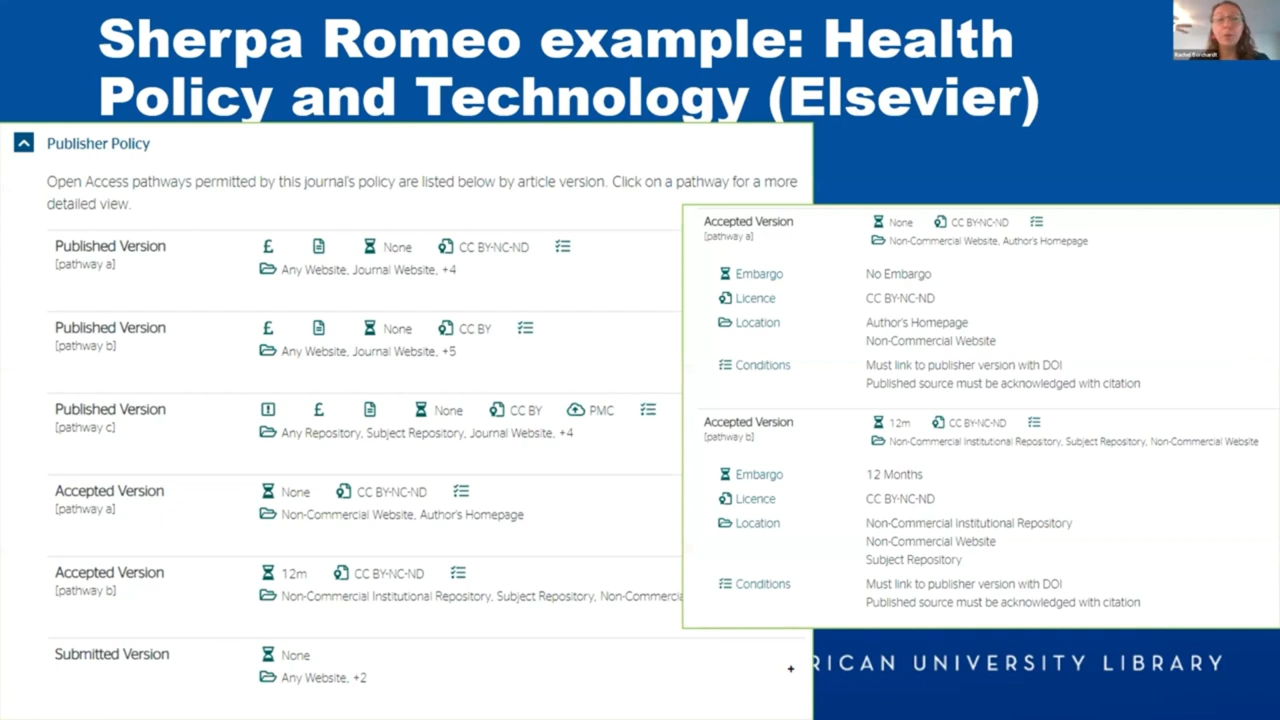 Sherpa Romeo example: Health
Policy and Technology (Elsevier)
Rachel Borchardt
Publisher Policy
Open Access pathways permitted by this journal's policy are listed below by article version. Click on a pathway for a more
detailed view.
Published Version
[pathway a]
£ None CC BY-NC-ND
Any Website, Journal Website, +4
Published Version
[pathway b]
£ None CC BY
Any Website, Journal Website, +5
Published Version
[pathway c]
£ None CC BY PMC
Any Repository, Subject Repository, Journal Website, +4
Accepted Version
[pathway a]
None CC BY-NC-ND
Non-Commercial Website, Author's Homepage
Accepted Version
[pathway b]
12m CC BY-NC-ND
Non-Commercial Institutional Repository, Subject Repository, Non-Commercia
Submitted Version
None
Any Website, +2
Accepted Version
[pathway a]
None CC BY-NC-ND
Non-Commercial Website, Author's Homepage
Embargo No Embargo
Licence CC BY-NC-ND
Location Author's Homepage
Non-Commercial Website
Conditions Must link to publisher version with DOI
Published source must be acknowledged with citation
Accepted Version
[pathway b]
12m CC BY-NC-ND
Non-Commercial Institutional Repository, Subject Repository, Non-Commercial Website
Embargo 12 Months
Licence CC BY-NC-ND
Location Non-Commercial Institutional Repository
Non-Commercial Website
Subject Repository
Conditions Must link to publisher version with DOI
Published source must be acknowledged with citation
RICAN UNIVERSITY LIBRARY